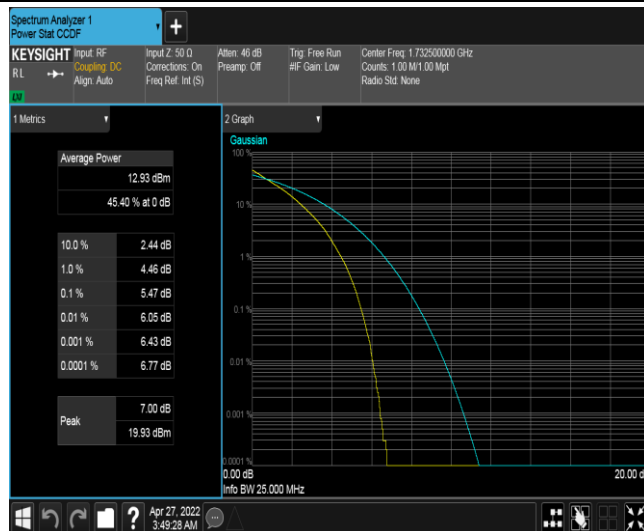 Spectrum Analyzer 1
Power Stat CCDF
+
KEYSIGHT
RL
LXI
Input: RF
Coupling: DC
Align: Auto
Input Z: 50 Ω
Corrections: On
Freq Ref: Int (S)
Atten: 46 dB
Preamp: Off
Trig: Free Run
#IF Gain: Low
Center Freq: 1.732500000 GHz
Counts: 1.00 M/1.00 Mpt
Radio Std: None
1 Metrics
Average Power
12.93 dBm
45.40 % at 0 dB
10.0 % 2.44 dB
1.0 % 4.46 dB
0.1 % 5.47 dB
0.01 % 6.05 dB
0.001 % 6.43 dB
0.0001 % 6.77 dB
Peak
7.00 dB
19.93 dBm
2 Graph
Gaussian
100 %
10 %
1 %
0.1 %
0.01 %
0.001 %
0.0001 %
0.00 dB
20.00 d
Info BW 25.000 MHz
?
Apr 27, 2022
3:49:28 AM